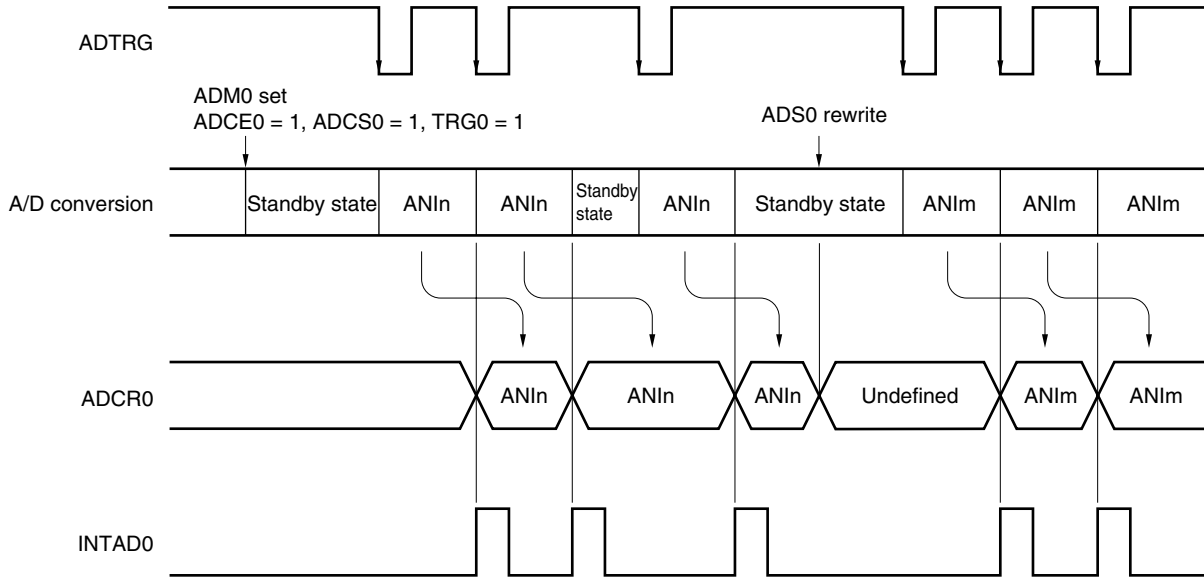 ADTRG
ADM0 set
ADCE0 = 1, ADCS0 = 1, TRG0 = 1
ADS0 rewrite
A/D conversion
Standby state
ANIn
ANIn
Standby
state
ANIn
Standby state
ANIm
ANIm
ANIm
ADCR0
ANIn
ANIn
ANIn
Undefined
ANIm
ANIm
INTAD0